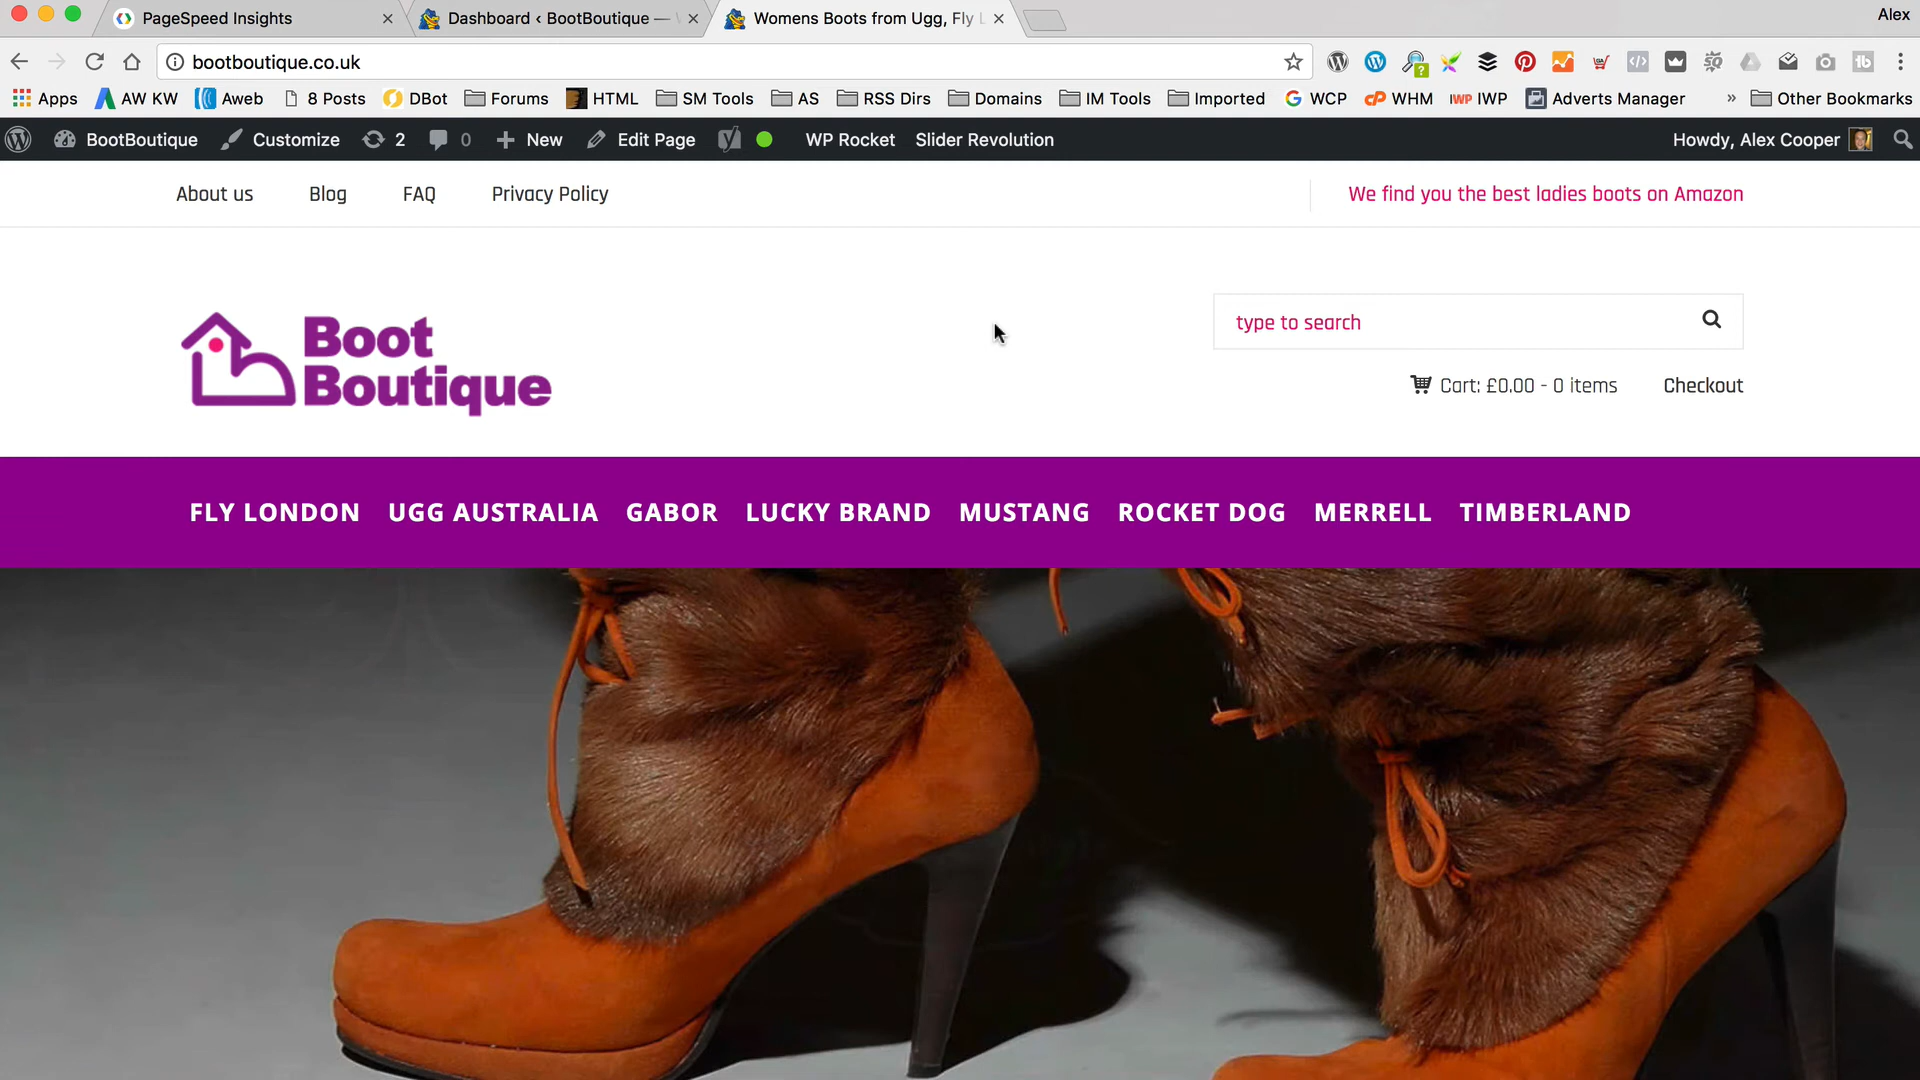 PageSpeed Insights
Dashboard ‹ BootBoutique —
Womens Boots from Ugg, Fly L
Alex
bootboutique.co.uk
Apps
AW KW
Aweb
8 Posts
DBot
Forums
HTML
SM Tools
AS
RSS Dirs
Domains
IM Tools
Imported
WCP
WHM
IWP IWP
Adverts Manager
»
Other Bookmarks
BootBoutique
Customize
2
0
New
Edit Page
WP Rocket
Slider Revolution
Howdy, Alex Cooper
About us
Blog
FAQ
Privacy Policy
We find you the best ladies boots on Amazon
Boot
Boutique
type to search
Cart: £0.00 - 0 items
Checkout
FLY LONDON
UGG AUSTRALIA
GABOR
LUCKY BRAND
MUSTANG
ROCKET DOG
MERRELL
TIMBERLAND